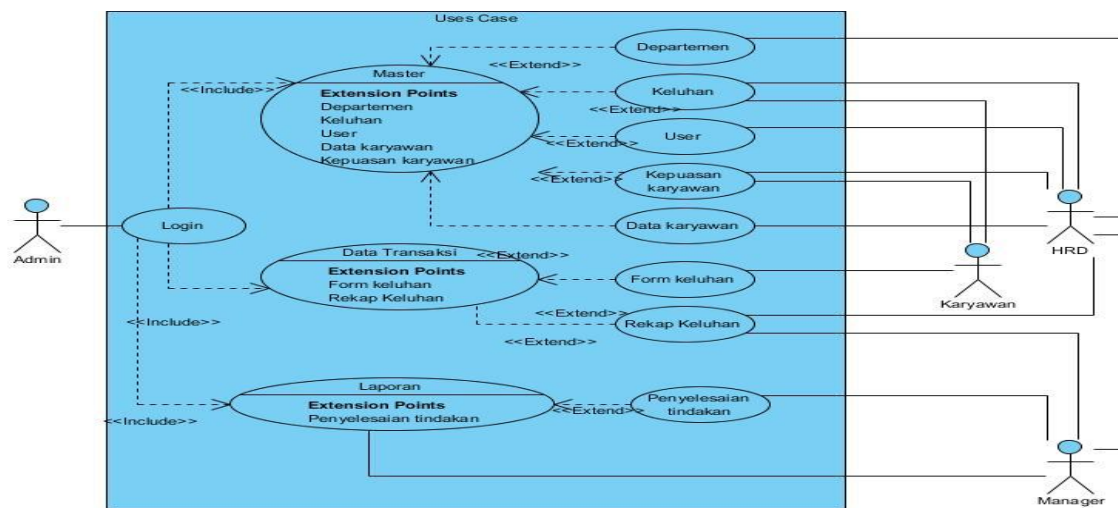 Uses Case
Departemen
<<Extend>>
Master
<<Include>>
Extension Points
Departemen
Keluhan
User
Data karyawan
Kepuasan karyawan
Keluhan
<<Extend>>
User
<<Extend>>
Kepuasan
karyawan
Login
Data karyawan
Admin
HRD
Data Transaksi
<<Extend>>
Extension Points
Form keluhan
Rekap Keluhan
Form keluhan
Karyawan
<<Extend>>
<<Include>>
Rekap Keluhan
<<Extend>>
Laporan
Extension Points
Penyelesaian tindakan
<<Include>>
<<Extend>>
Penyelesaian
tindakan
Manager